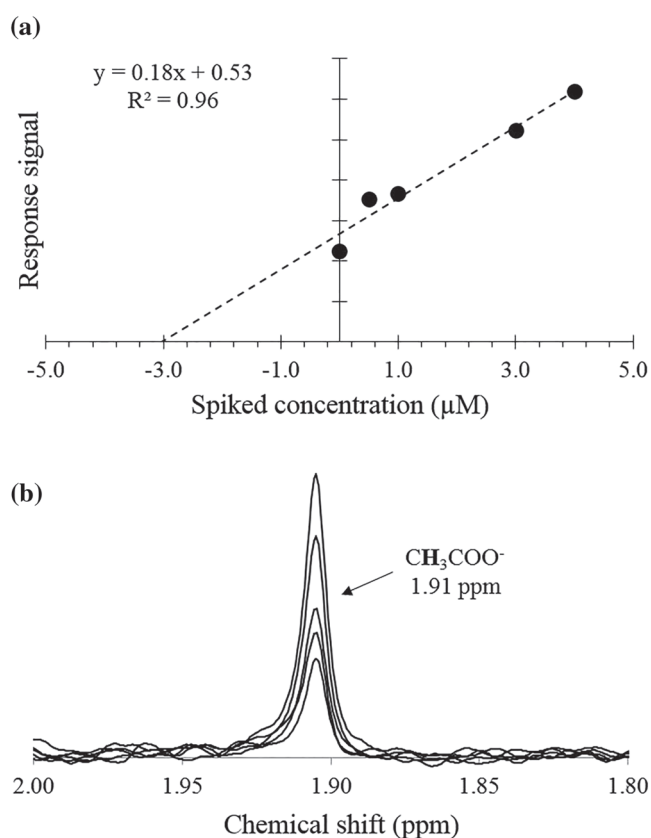 (a)
y = 0.18x + 0.53
R² = 0.96
Response signal
-5.0 -3.0 -1.0 1.0 3.0 5.0
Spiked concentration (µM)
(b)
CH₃COO⁻
1.91 ppm
2.00 1.95 1.90 1.85 1.80
Chemical shift (ppm)